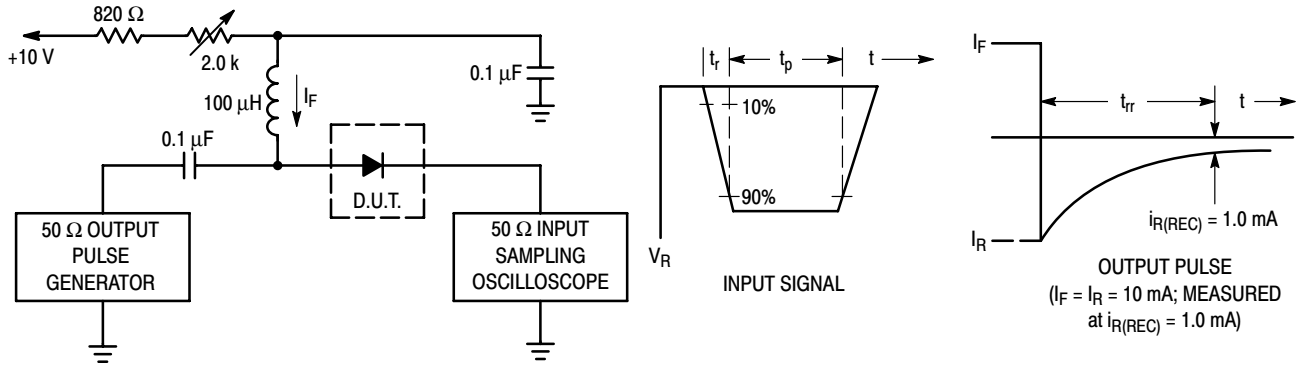 820 Ω
+10 V
2.0 k
0.1 µF
100 µH
I_F
0.1 µF
D.U.T.
50 Ω OUTPUT
PULSE
GENERATOR
50 Ω INPUT
SAMPLING
OSCILLOSCOPE
t_r
t_p
t
10%
90%
V_R
INPUT SIGNAL
I_F
t_rr
t
I_R
i_R(REC) = 1.0 mA
OUTPUT PULSE
(I_F = I_R = 10 mA; MEASURED
at i_R(REC) = 1.0 mA)